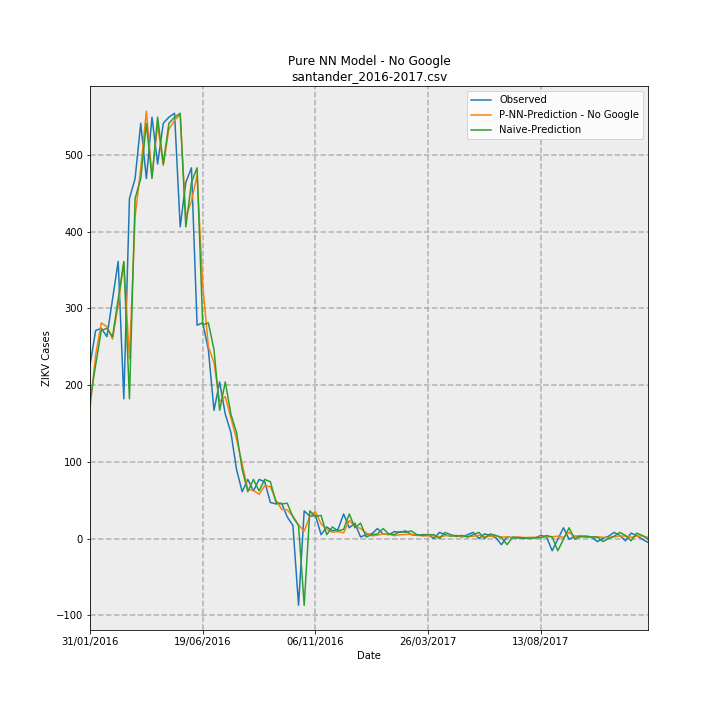 Pure NN Model - No Google
santander_2016-2017.csv
Observed
P-NN-Prediction - No Google
Naive-Prediction
ZIKV Cases
500
400
300
200
100
0
−100
31/01/2016
19/06/2016
06/11/2016
26/03/2017
13/08/2017
Date